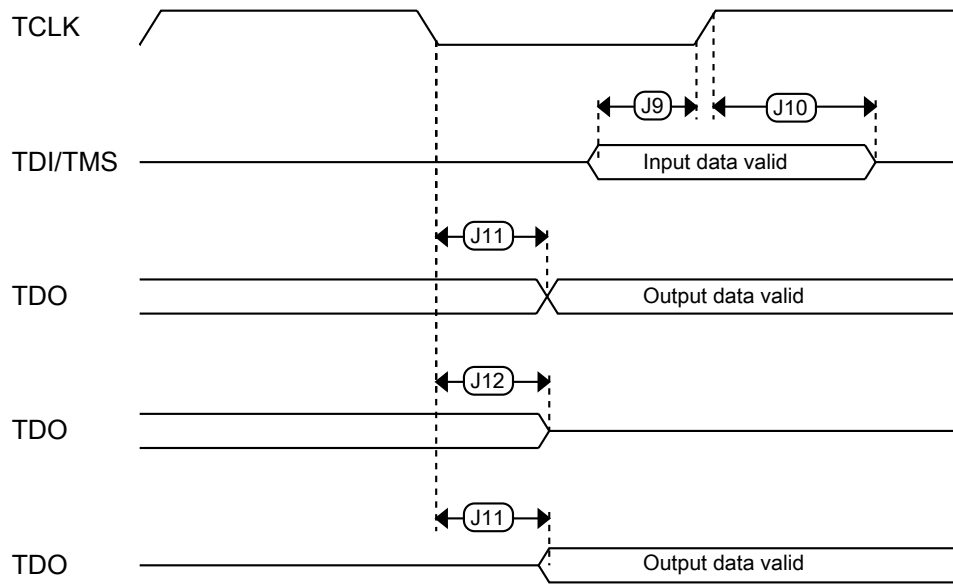 TCLK
J9
J10
TDI/TMS
Input data valid
J11
TDO
Output data valid
J12
TDO
J11
TDO
Output data valid